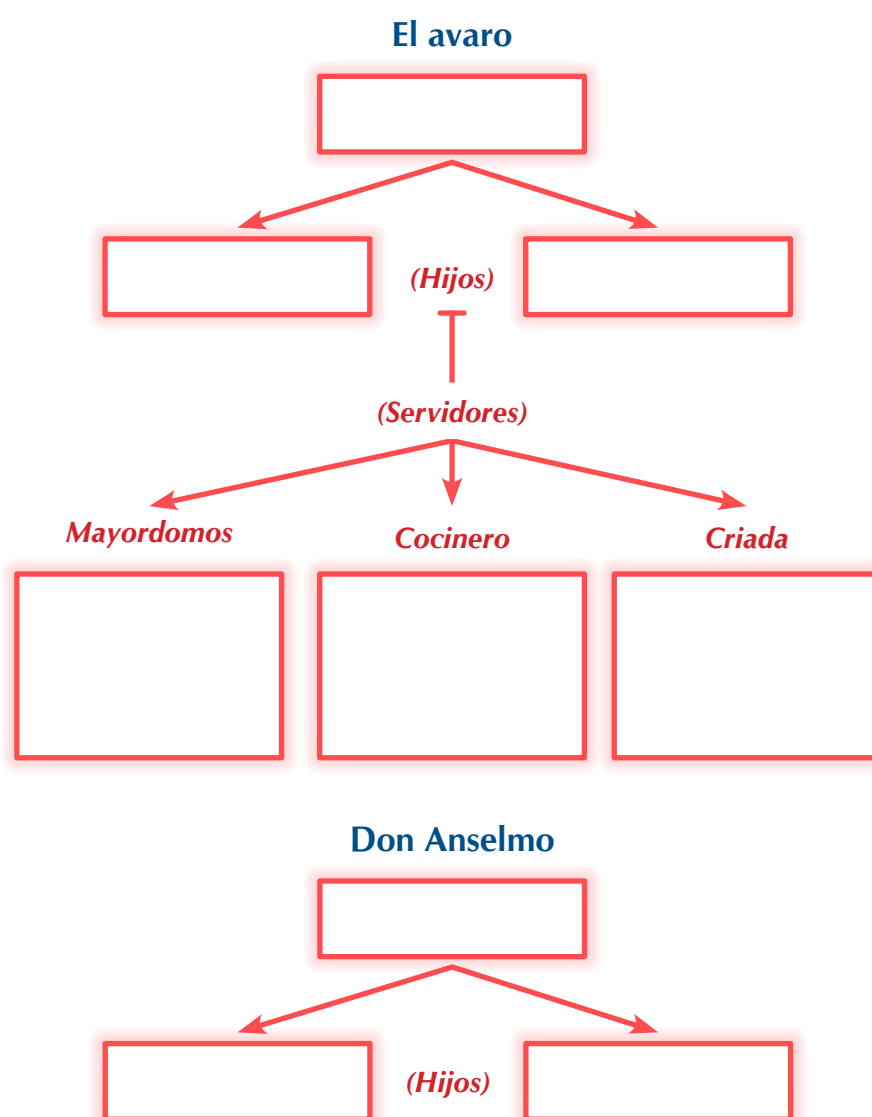 El avaro
(Hijos)
(Servidores)
Mayordomos
Cocinero
Criada
Don Anselmo
(Hijos)